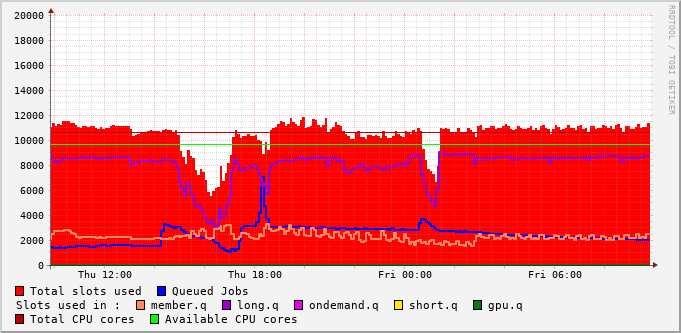 RRDTOOL / TOBI OETIKER
20000
18000
16000
14000
12000
10000
8000
6000
4000
2000
0
Thu 12:00 Thu 18:00 Fri 00:00 Fri 06:00
Total slots used Queued Jobs
Slots used in : member.q long.q ondemand.q short.q gpu.q
Total CPU cores Available CPU cores